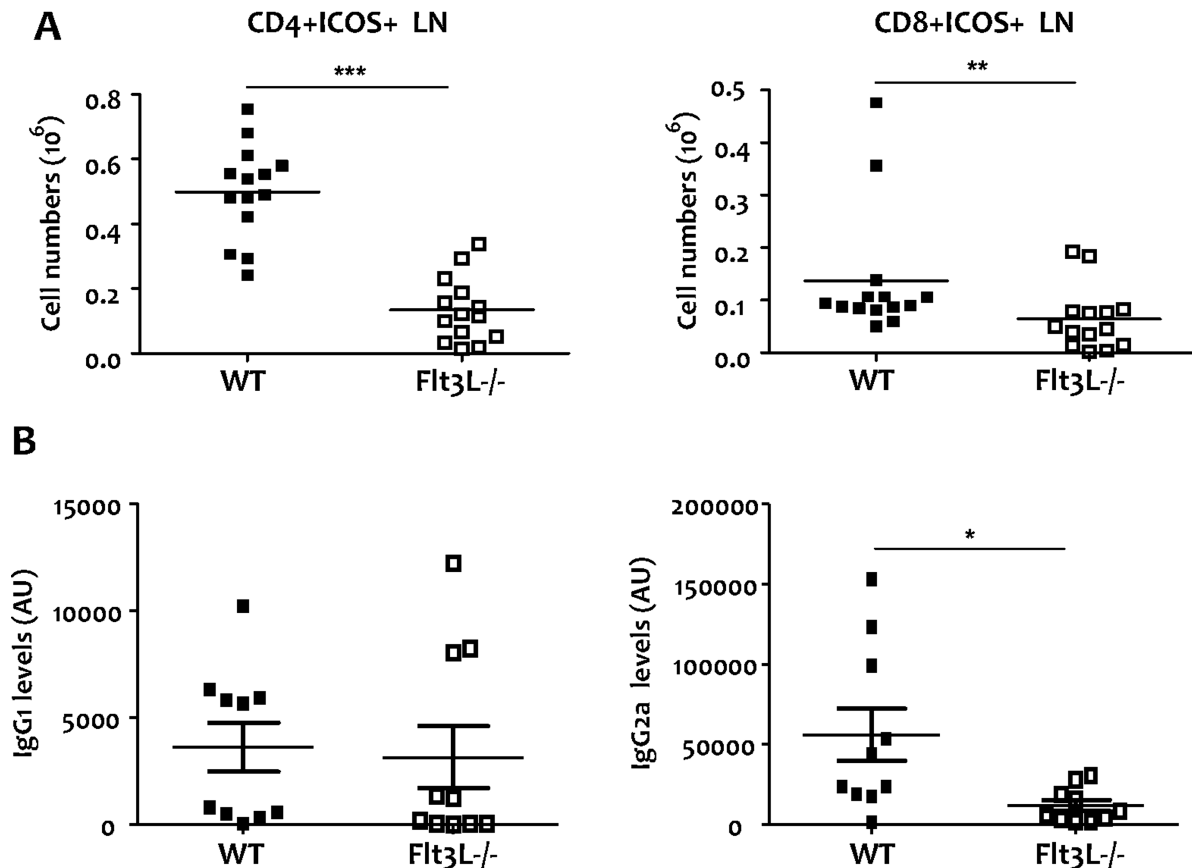 A
CD4+ICOS+ LN
***
Cell numbers (10⁶)
0.8
0.6
0.4
0.2
0.0
WT
Flt3L-/-
CD8+ICOS+ LN
**
Cell numbers (10⁶)
0.5
0.4
0.3
0.2
0.1
0.0
WT
Flt3L-/-
B
IgG1 levels (AU)
15000
10000
5000
0
WT
Flt3L-/-
*
IgG2a levels (AU)
200000
150000
100000
50000
0
WT
Flt3L-/-